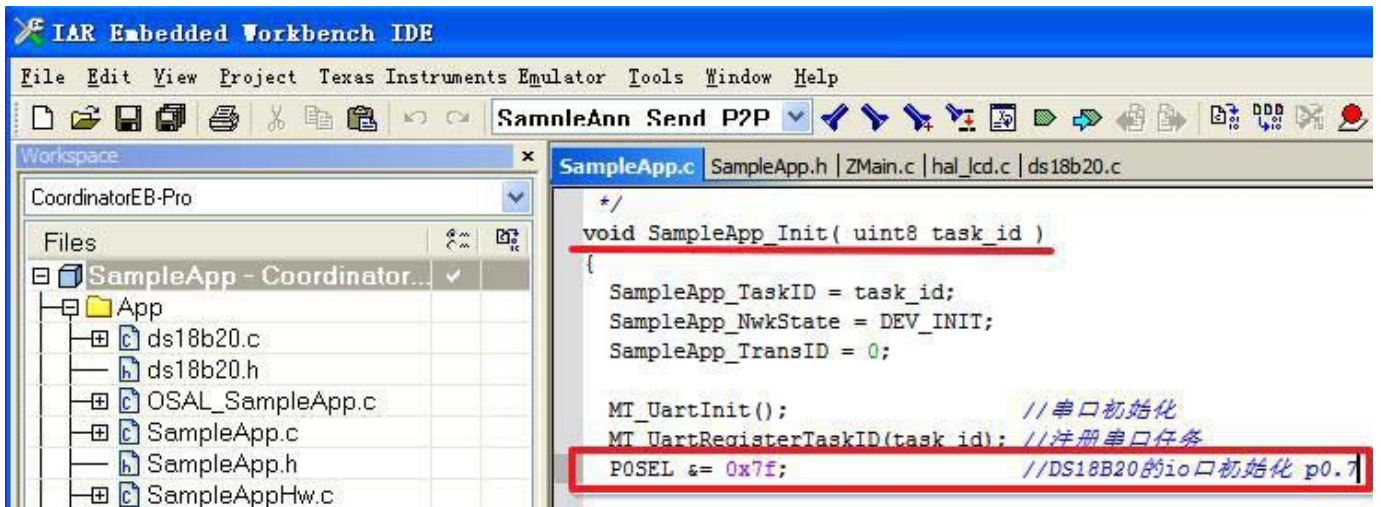 IAR Embedded Workbench IDE
File Edit View Project Texas Instruments Emulator Tools Window Help
SampleApp_Send_P2P
Workspace
CoordinatorEB-Pro
Files
SampleApp - Coordinator...
App
ds18b20.c
ds18b20.h
OSAL_SampleApp.c
SampleApp.c
SampleApp.h
SampleAppHw.c
SampleApp.c SampleApp.h ZMain.c hal_lcd.c ds18b20.c
*/
void SampleApp_Init( uint8 task_id )
{
SampleApp_TaskID = task_id;
SampleApp_NwkState = DEV_INIT;
SampleApp_TransID = 0;
MT_UartInit(); //串口初始化
MT_UartRegisterTaskID(task_id); //注册串口任务
P0SEL &= 0x7f; //DS18B20的io口初始化 p0.7